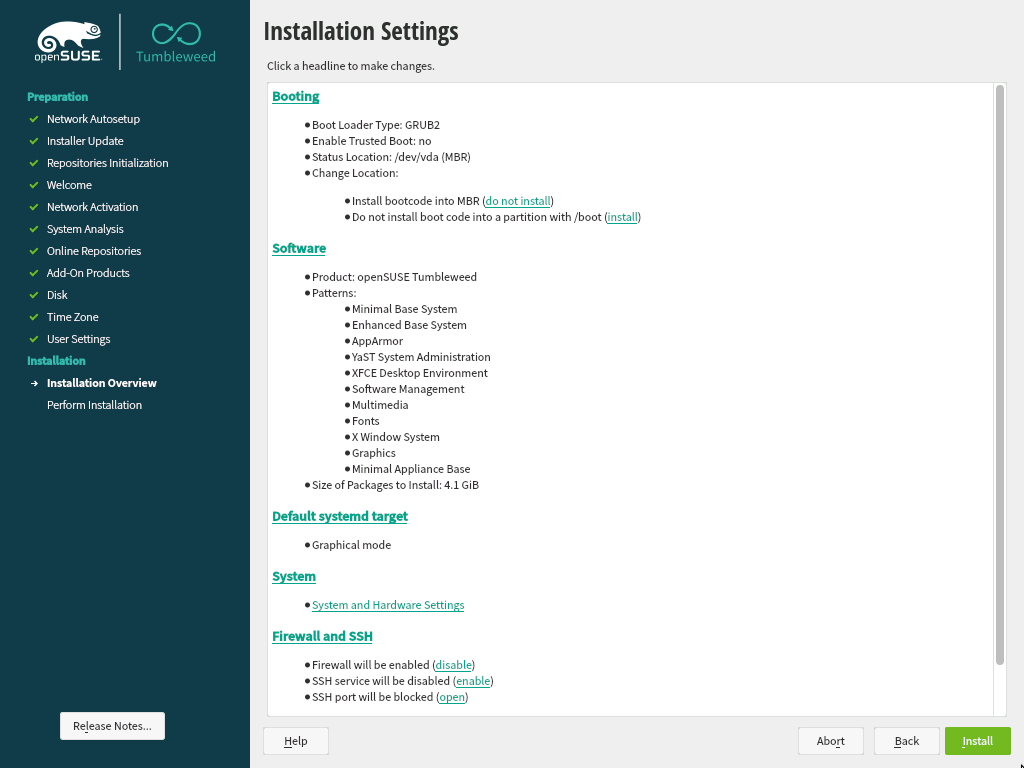 openSUSE
Tumbleweed
Preparation
Network Autosetup
Installer Update
Repositories Initialization
Welcome
Network Activation
System Analysis
Online Repositories
Add-On Products
Disk
Time Zone
User Settings
Installation
Installation Overview
Perform Installation
Release Notes...
Installation Settings
Click a headline to make changes.
Booting
Boot Loader Type: GRUB2
Enable Trusted Boot: no
Status Location: /dev/vda (MBR)
Change Location:
Install bootcode into MBR (do not install)
Do not install boot code into a partition with /boot (install)
Software
Product: openSUSE Tumbleweed
Patterns:
Minimal Base System
Enhanced Base System
AppArmor
YaST System Administration
XFCE Desktop Environment
Software Management
Multimedia
Fonts
X Window System
Graphics
Minimal Appliance Base
Size of Packages to Install: 4.1 GiB
Default systemd target
Graphical mode
System
System and Hardware Settings
Firewall and SSH
Firewall will be enabled (disable)
SSH service will be disabled (enable)
SSH port will be blocked (open)
Help
Abort
Back
Install